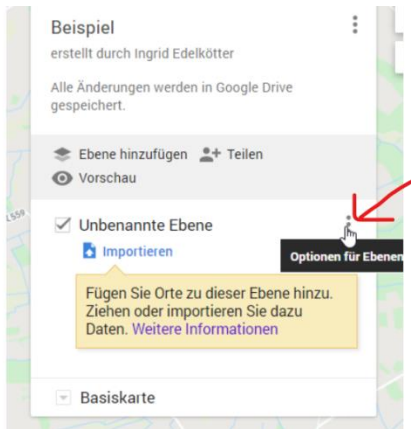 Beispiel
erstellt durch Ingrid Edelkötter
Alle Änderungen werden in Google Drive
gespeichert.
Ebene hinzufügen Teilen
Vorschau
L559
Unbenannte Ebene
Importieren
Optionen für Ebenen
Fügen Sie Orte zu dieser Ebene hinzu.
Ziehen oder importieren Sie dazu
Daten. Weitere Informationen
Basiskarte